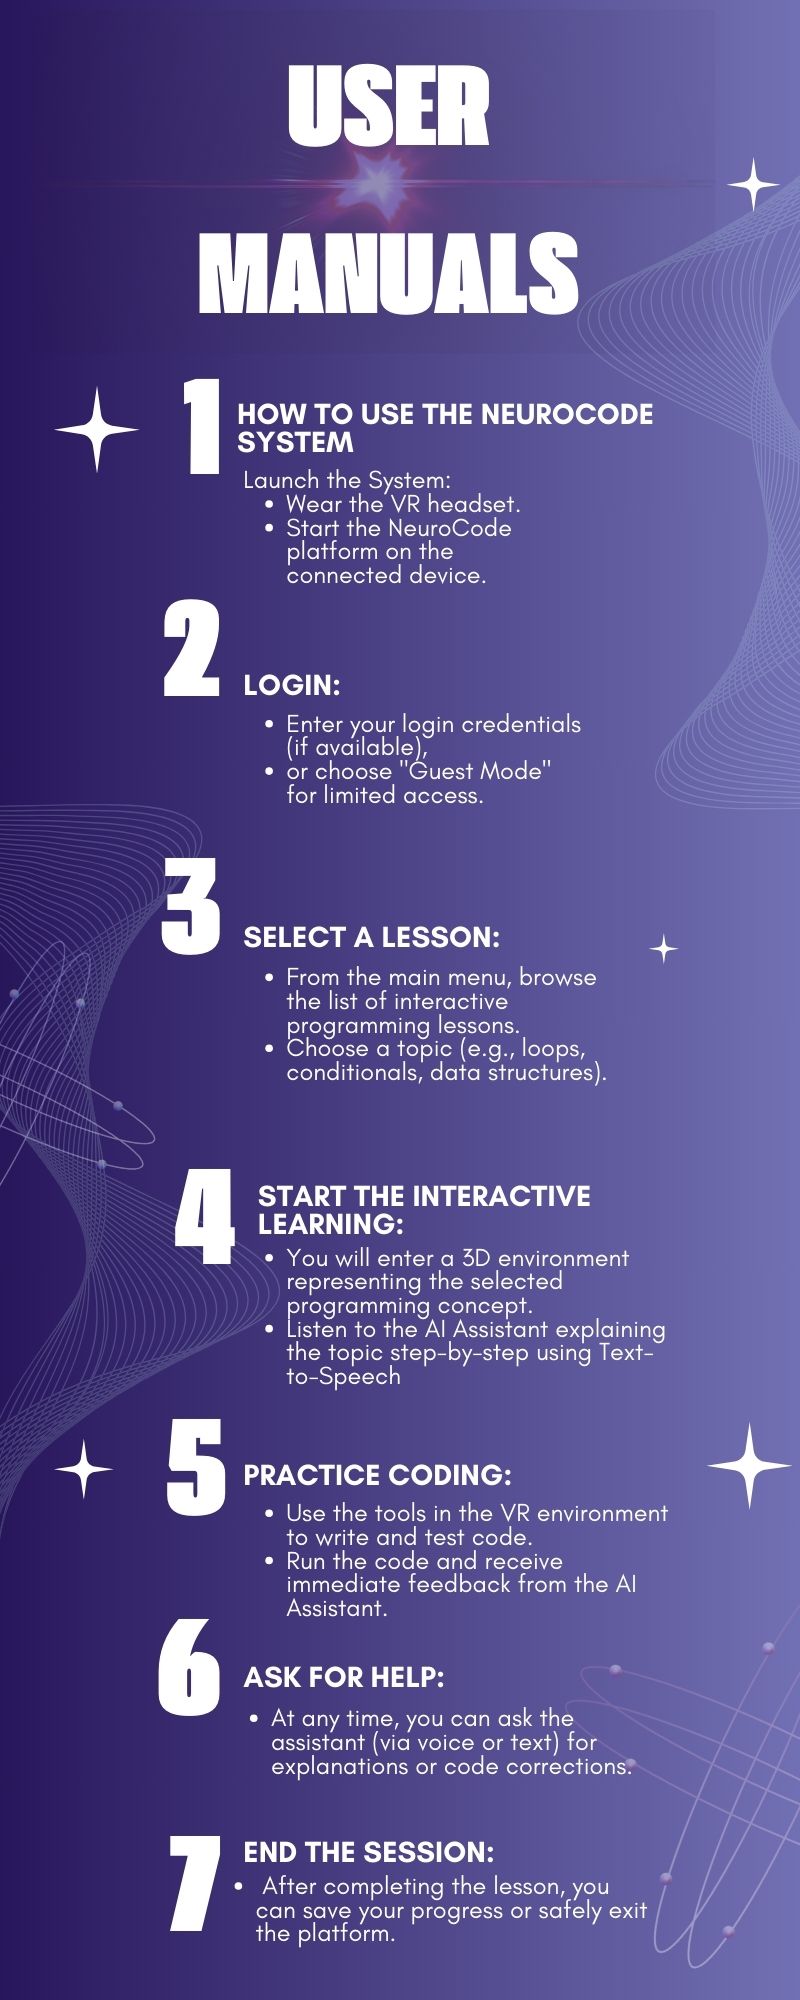 USER
MANUALS
1
HOW TO USE THE NEUROCODE
SYSTEM
Launch the System:
• Wear the VR headset.
• Start the NeuroCode
platform on the
connected device.
2
LOGIN:
• Enter your login credentials
(if available),
• or choose "Guest Mode"
for limited access.
3
SELECT A LESSON:
• From the main menu, browse
the list of interactive
programming lessons.
• Choose a topic (e.g., loops,
conditionals, data structures).
4
START THE INTERACTIVE
LEARNING:
• You will enter a 3D environment
representing the selected
programming concept.
• Listen to the AI Assistant explaining
the topic step-by-step using Text-
to-Speech
5
PRACTICE CODING:
• Use the tools in the VR environment
to write and test code.
• Run the code and receive
immediate feedback from the AI
Assistant.
6
ASK FOR HELP:
• At any time, you can ask the
assistant (via voice or text) for
explanations or code corrections.
7
END THE SESSION:
• After completing the lesson, you
can save your progress or safely exit
the platform.